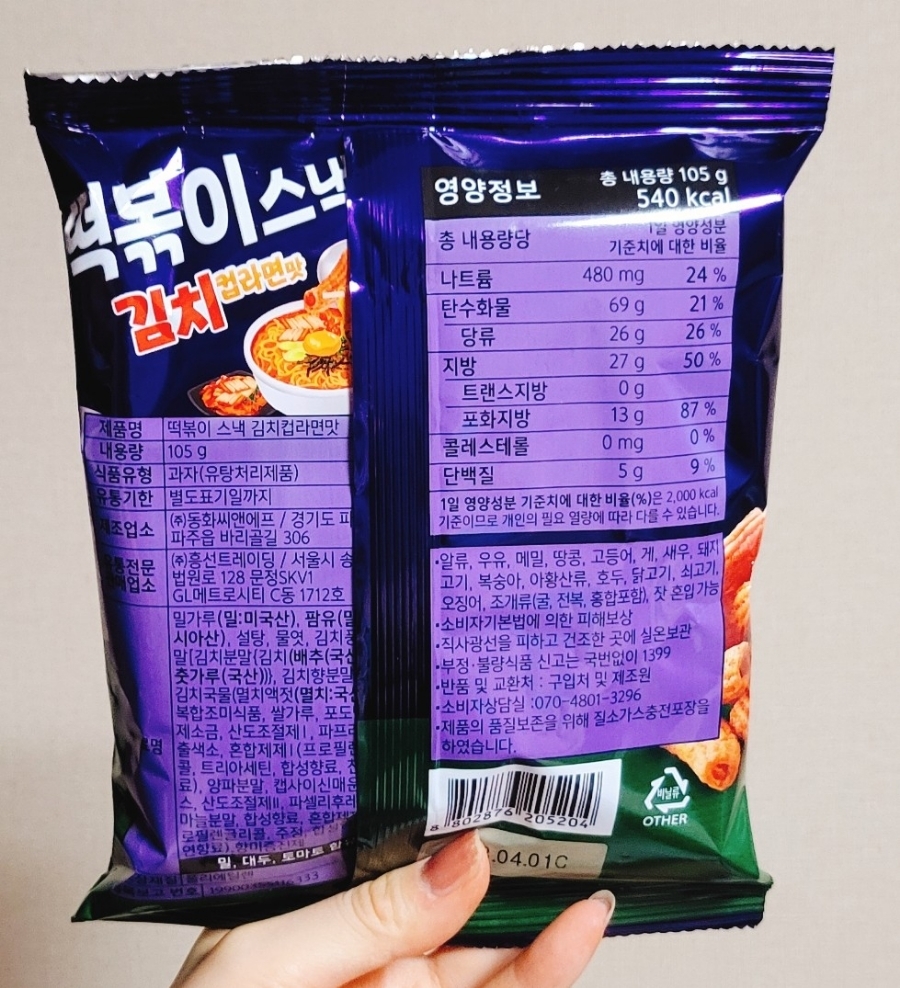 떡볶이스낵
김치컵라면맛
제품명 떡볶이 스낵 김치컵라면맛
내용량 105 g
식품유형 과자(유탕처리제품)
유통기한 별도표기일까지
제조업소 (주)동화씨앤에프 / 경기도 파
파주읍 바리골길 306
(주)흥선트레이딩 / 서울시 송
법원로 128 문정SKV1
GL메트로시티 C동 1712호
밀가루(밀:미국산), 팜유(말
시아산), 설탕, 물엿, 김치풍
말[김치분말{김치(배추(국산
춧가루(국산))}, 김치향분말
김치국물(멸치액젓(멸치:국산
복합조미식품, 쌀가루, 포도
제소금, 산도조절제Ⅰ, 파프리
출색소, 혼합제제Ⅰ(프로필렌
콜, 트리아세틴, 합성향료, 천
료), 양파분말, 캡사이신매운
스, 산도조절제Ⅱ, 파셀리후레
마늘분말, 합성향료, 혼합제
로필렌글리콜, 주정,
연향료),
밀, 대두, 토마토
영양정보 총 내용량 105 g
540 kcal
총 내용량당 1일 영양성분
기준치에 대한 비율
나트륨 480 mg 24 %
탄수화물 69 g 21 %
당류 26 g 26 %
지방 27 g 50 %
트랜스지방 0 g
포화지방 13 g 87 %
콜레스테롤 0 mg 0 %
단백질 5 g 9 %
1일 영양성분 기준치에 대한 비율(%)은 2,000 kcal
기준이므로 개인의 필요 열량에 따라 다를 수 있습니다.
•알류, 우유, 메밀, 땅콩, 고등어, 게, 새우, 돼지
고기, 복숭아, 아황산류, 호두, 닭고기, 쇠고기,
오징어, 조개류(굴, 전복, 홍합포함), 잣 혼입가능
•소비자기본법에 의한 피해보상
•직사광선을 피하고 건조한 곳에 실온보관
•부정·불량식품 신고는 국번없이 1399
•반품 및 교환처 : 구입처 및 제조원
•소비자상담실 :070-4801-3296
•제품의 품질보존을 위해 질소가스충전포장을
하였습니다.
8 802876 205204
비닐류
OTHER
.04.01C